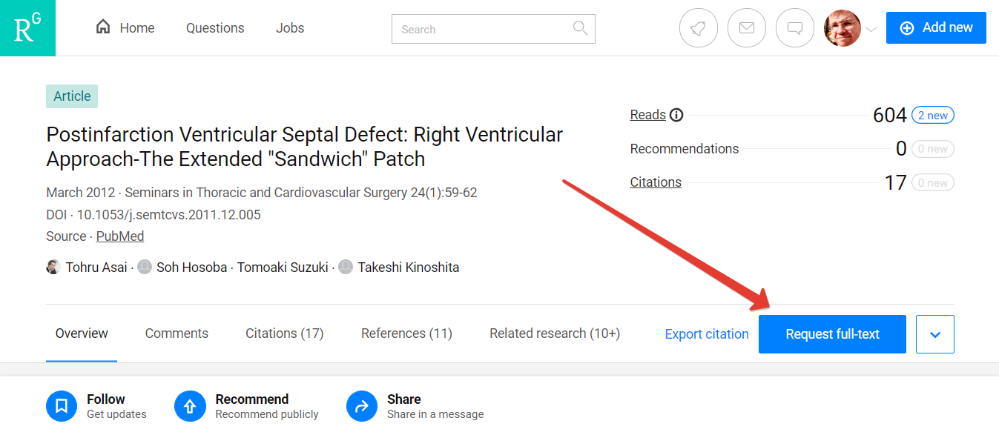 RG
Home Questions Jobs Search Add new
Article
Postinfarction Ventricular Septal Defect: Right Ventricular
Approach-The Extended "Sandwich" Patch
March 2012 · Seminars in Thoracic and Cardiovascular Surgery 24(1):59-62
DOI · 10.1053/j.semtcvs.2011.12.005
Source · PubMed
Tohru Asai · Soh Hosoba · Tomoaki Suzuki · Takeshi Kinoshita
Reads 604 2 new
Recommendations 0 0 new
Citations 17 0 new
Overview Comments Citations (17) References (11) Related research (10+) Export citation Request full-text
Follow Recommend Share
Get updates Recommend publicly Share in a message